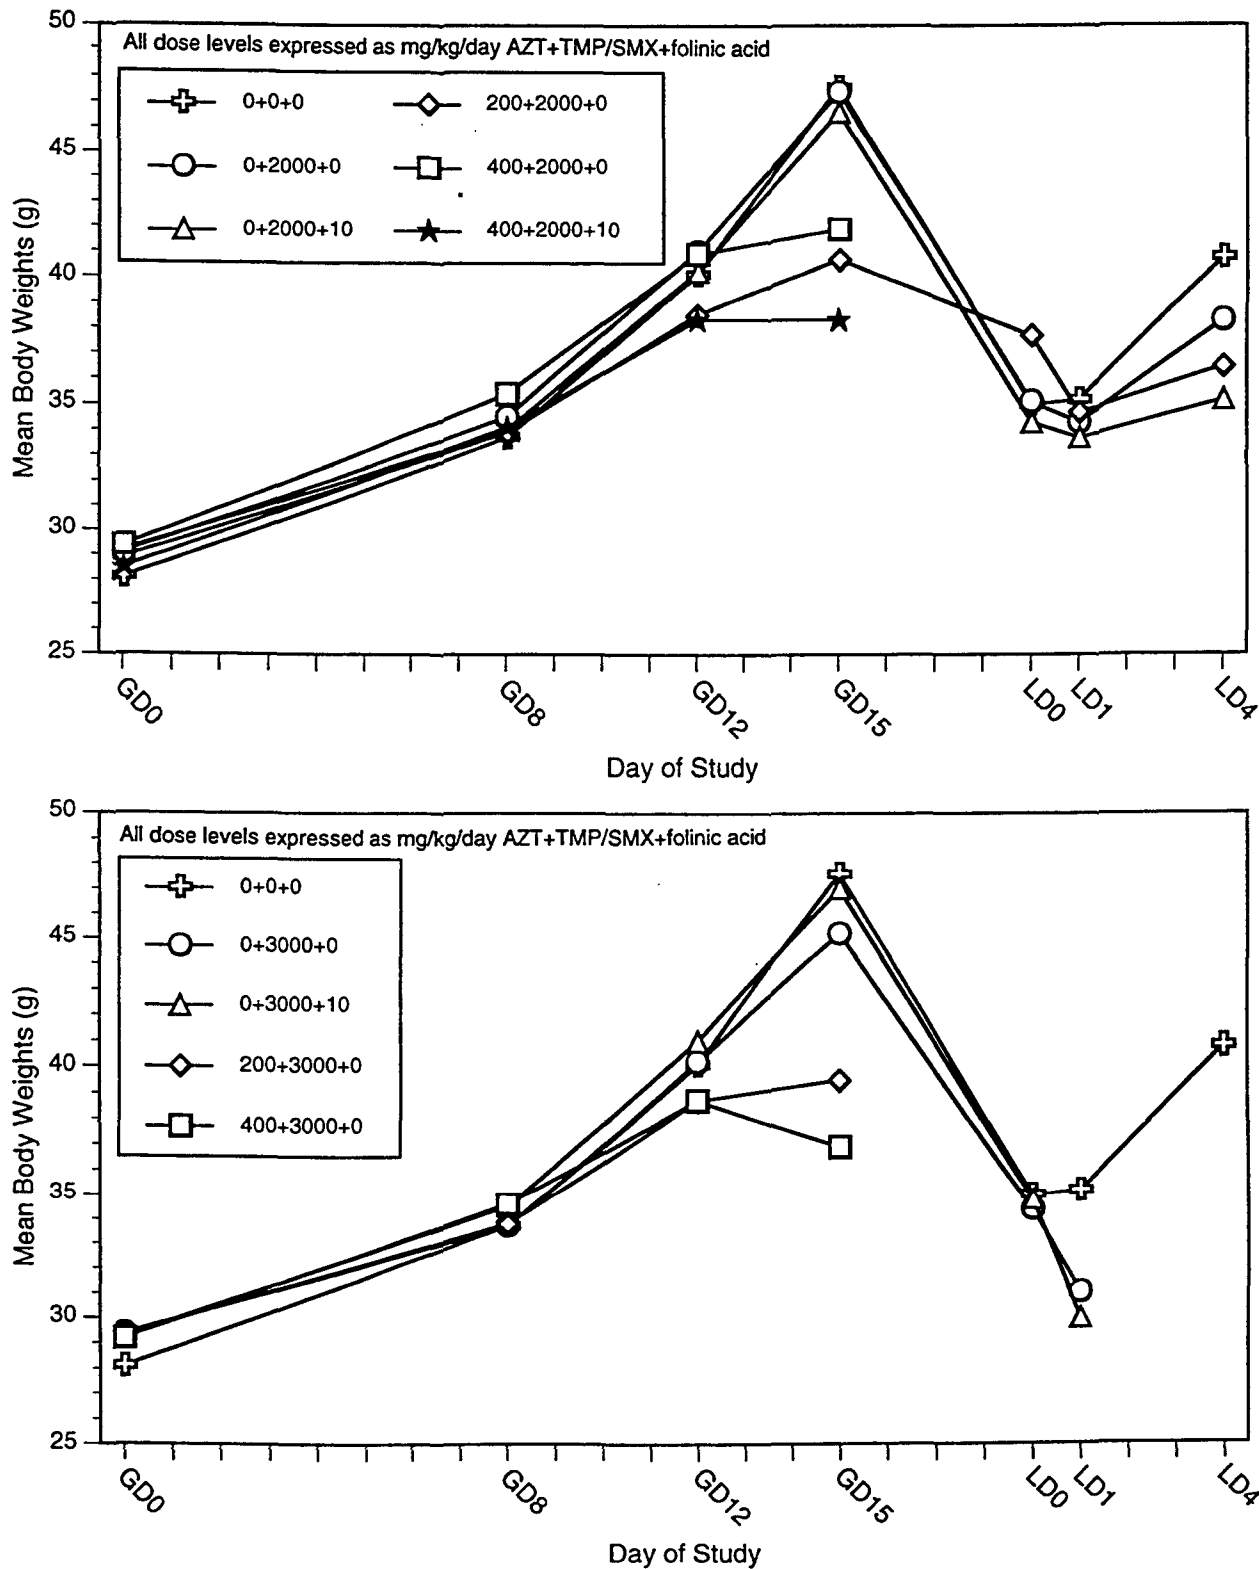 50
All dose levels expressed as mg/kg/day AZT+TMP/SMX+folinic acid
0+0+0
200+2000+0
0+2000+0
400+2000+0
0+2000+10
400+2000+10
45
40
35
30
25
Mean Body Weights (g)
GD0
GD8
GD12
GD15
LD0
LD1
LD4
Day of Study
50
All dose levels expressed as mg/kg/day AZT+TMP/SMX+folinic acid
0+0+0
0+3000+0
0+3000+10
200+3000+0
400+3000+0
45
40
35
30
25
Mean Body Weights (g)
GD0
GD8
GD12
GD15
LD0
LD1
LD4
Day of Study